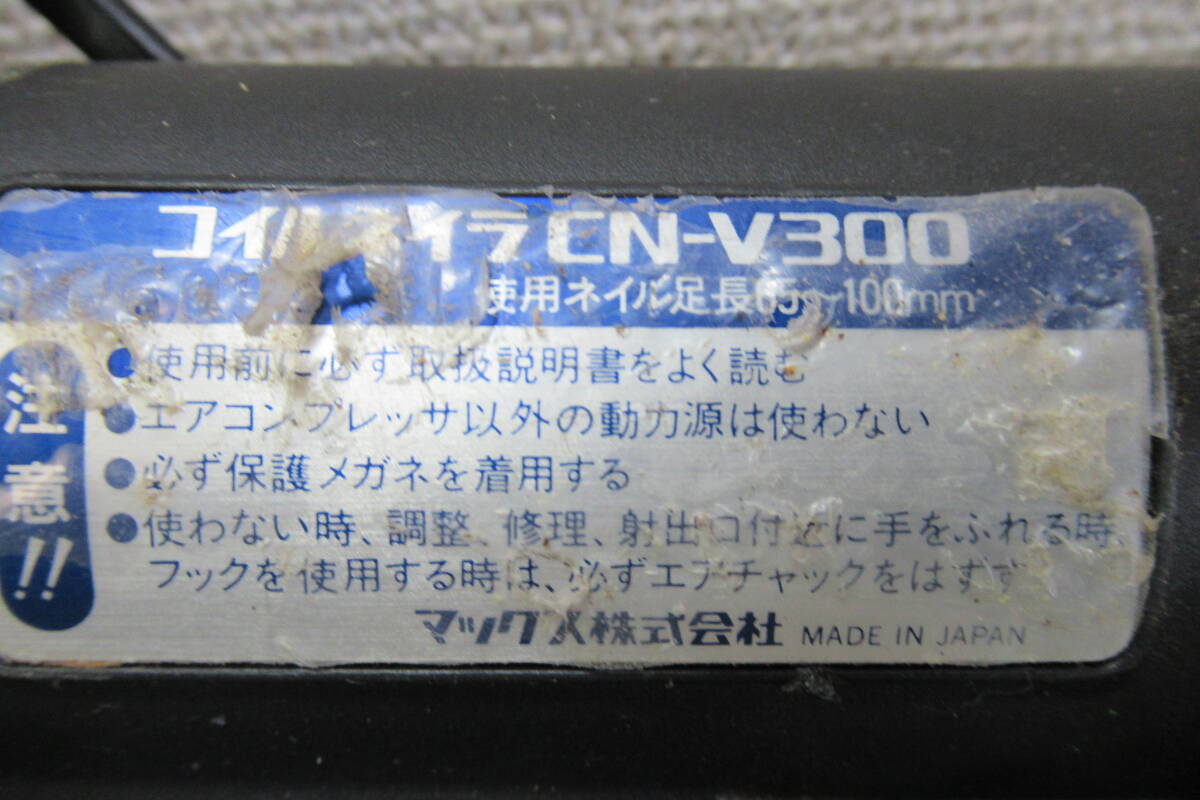 コイル イラ CN-V300
使用ネイル足長65~100mm
注意!!
●使用前に必ず取扱説明書をよく読む
●エアコンプレッサ以外の動力源は使わない
●必ず保護メガネを着用する
●使わない時、調整、修理、射出口付近に手をふれる時、
フックを使用する時は、必ずエアチャックをはずす
マックス株式会社 MADE IN JAPAN